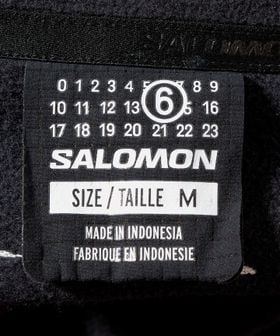 SALOMON
0 1 2 3 4 5 6 7 8 9
10 11 12 13 15 16
17 18 19 20 21 22 23
SALOMON
SIZE / TAILLE M
MADE IN INDONESIA
FABRIQUE EN INDONESIE